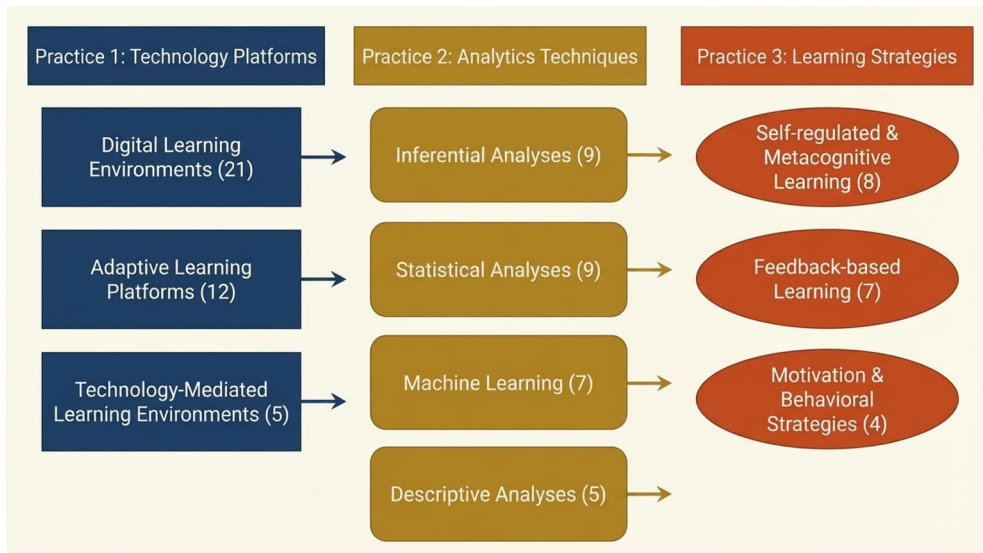 Practice 1: Technology Platforms
Practice 2: Analytics Techniques
Practice 3: Learning Strategies
Digital Learning
Environments (21)
Adaptive Learning
Platforms (12)
Technology-Mediated
Learning Environments (5)
Inferential Analyses (9)
Statistical Analyses (9)
Machine Learning (7)
Descriptive Analyses (5)
Self-regulated &
Metacognitive
Learning (8)
Feedback-based
Learning (7)
Motivation &
Behavioral
Strategies (4)